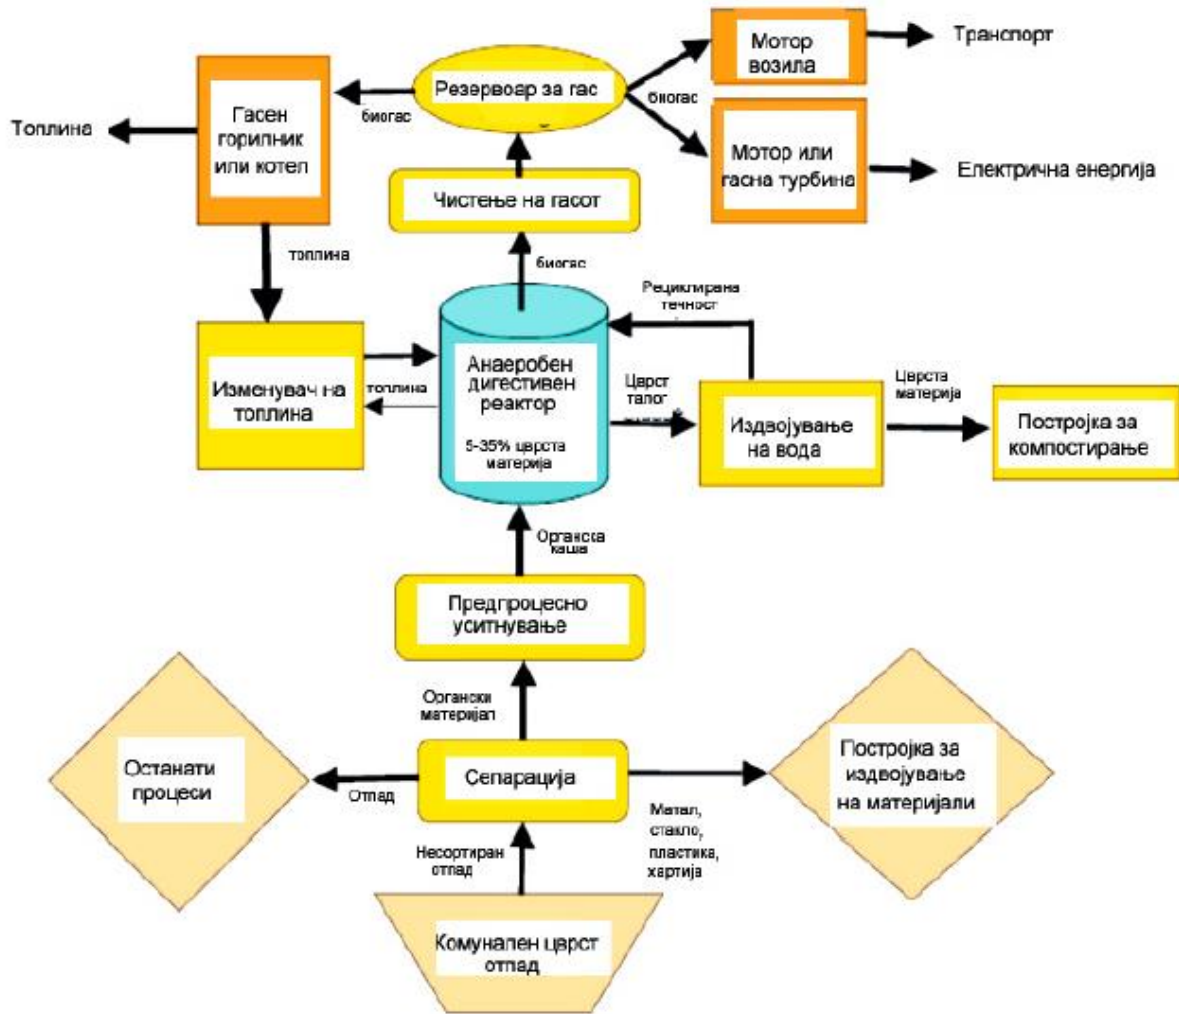 Мотор
возила
Транспорт
Резервоар за гас
биогас
биогас
Гасен
горилник
или котел
Топлина
Мотор или
гасна турбина
Електрична енергија
Чистење на гасот
топлина
биогас
Рециклирана
течност
Анаеробен
дигестивен
реактор
5-35% цврста
материја
Изменувач на
топлина
топлина
Цврст
талог
Издвојување
на вода
Цврста
материја
Постројка за
компостирање
Органска
каша
Предпроцесно
уситнување
Органски
материјал
Останати
процеси
Отпад
Сепарација
Постројка за
издвојување
на материјали
Матал,
стакло,
пластика,
хартија
Несортиран
отпад
Комунален цврст
отпад